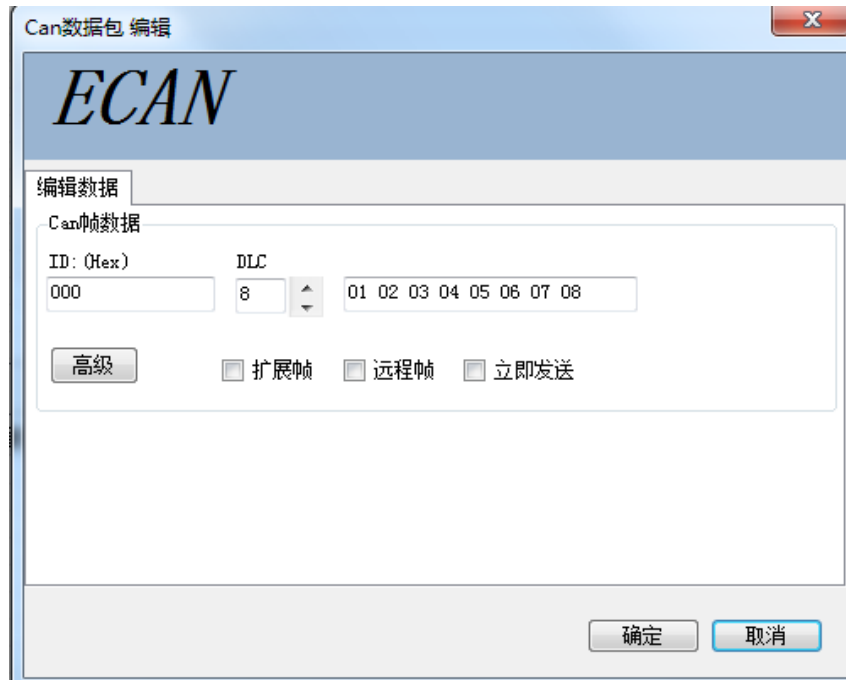 Can数据包 编辑
ECAN
编辑数据
Can帧数据
ID:(Hex) DLC
000 8 01 02 03 04 05 06 07 08
高级 扩展帧 远程帧 立即发送
确定 取消